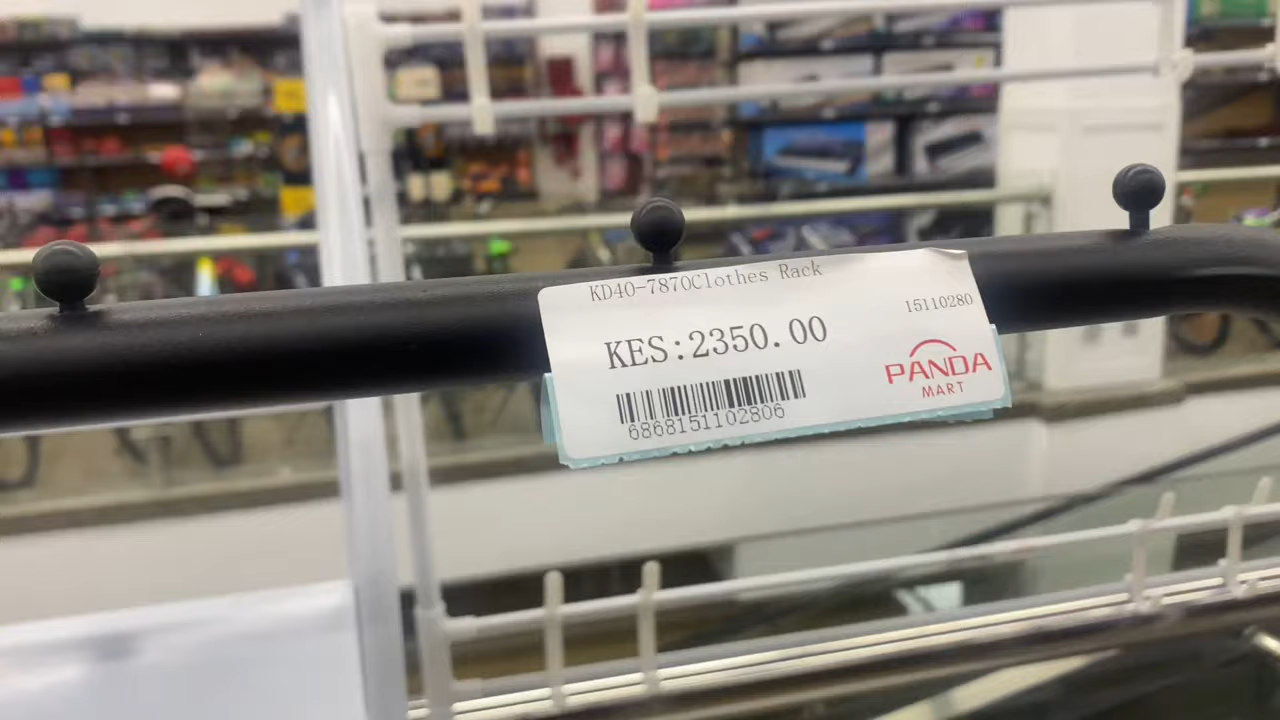 KD40-7870Clothes Rack
15110280
KES:2350.00
6868151102806
PANDA
MART